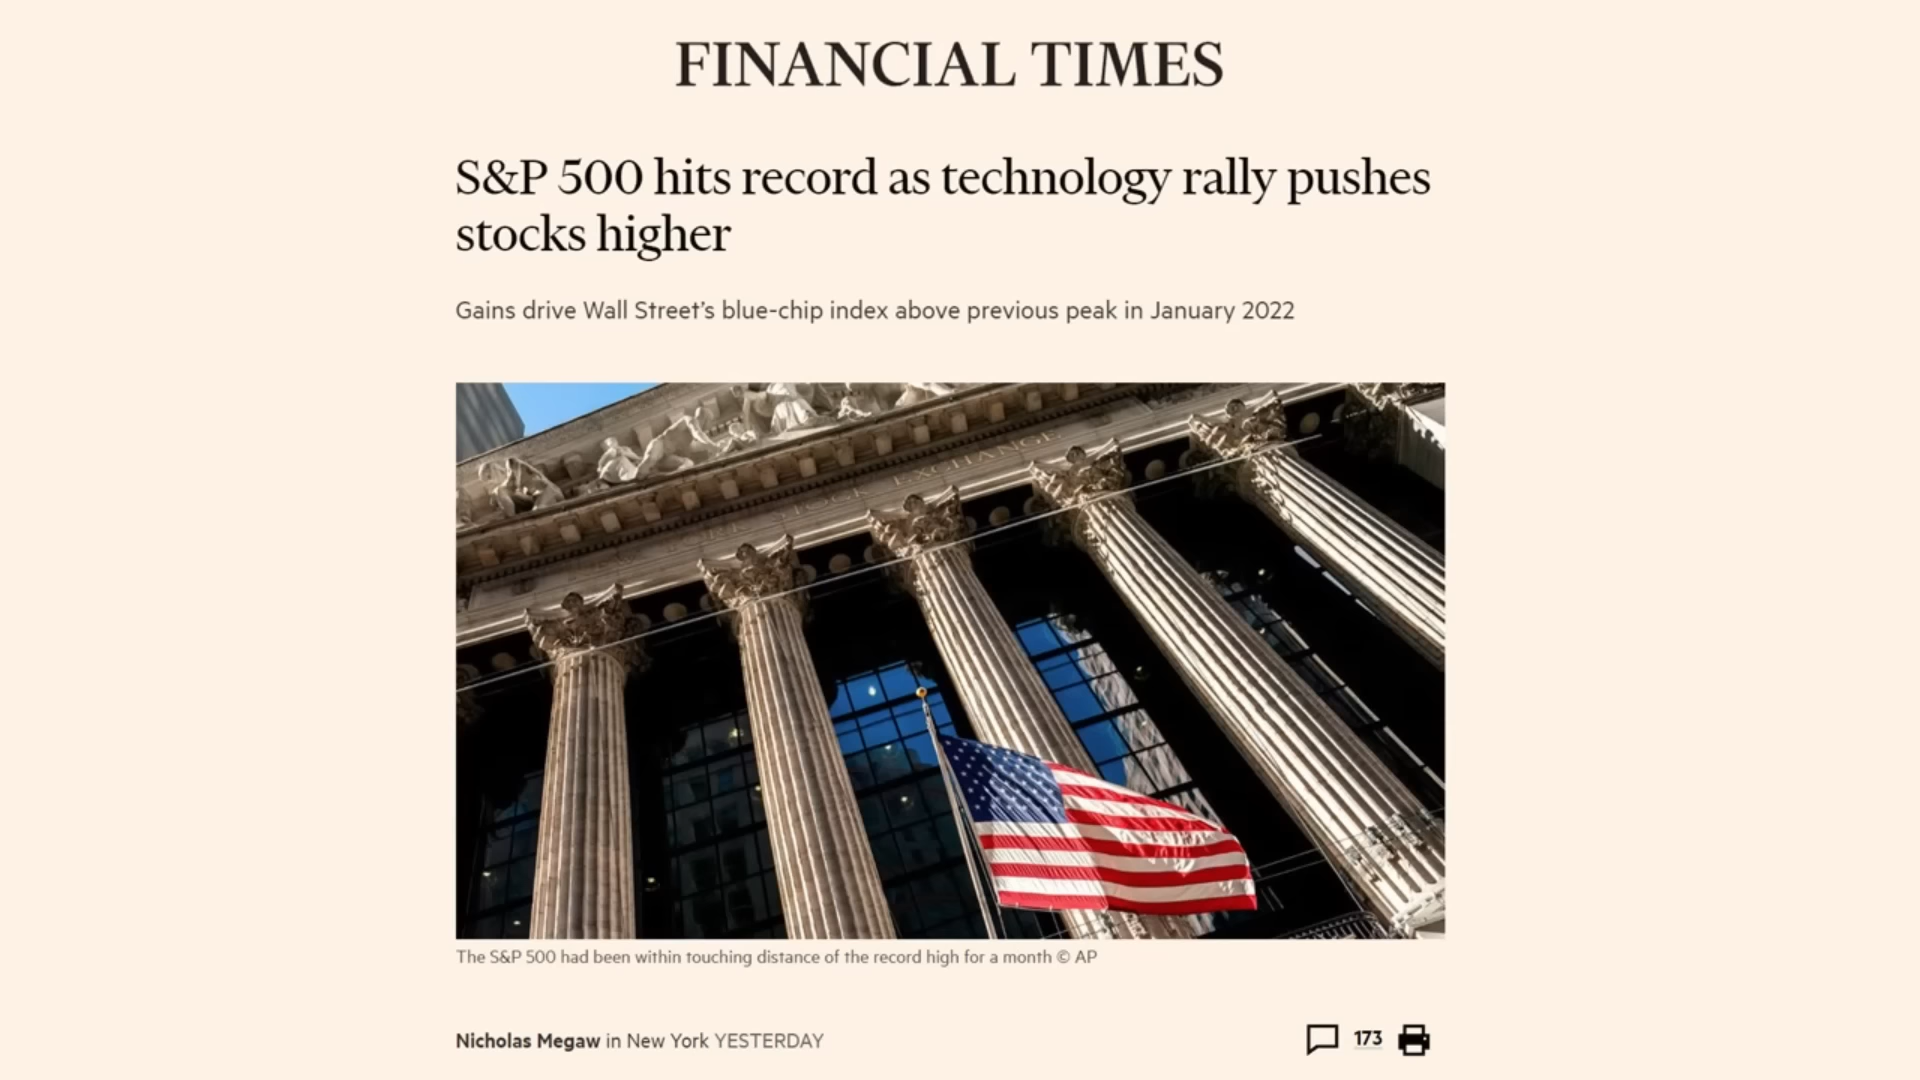 FINANCIAL TIMES
S&P 500 hits record as technology rally pushes
stocks higher
Gains drive Wall Street’s blue-chip index above previous peak in January 2022
STOCK EXCHANGE
The S&P 500 had been within touching distance of the record high for a month © AP
Nicholas Megaw in New York YESTERDAY
173